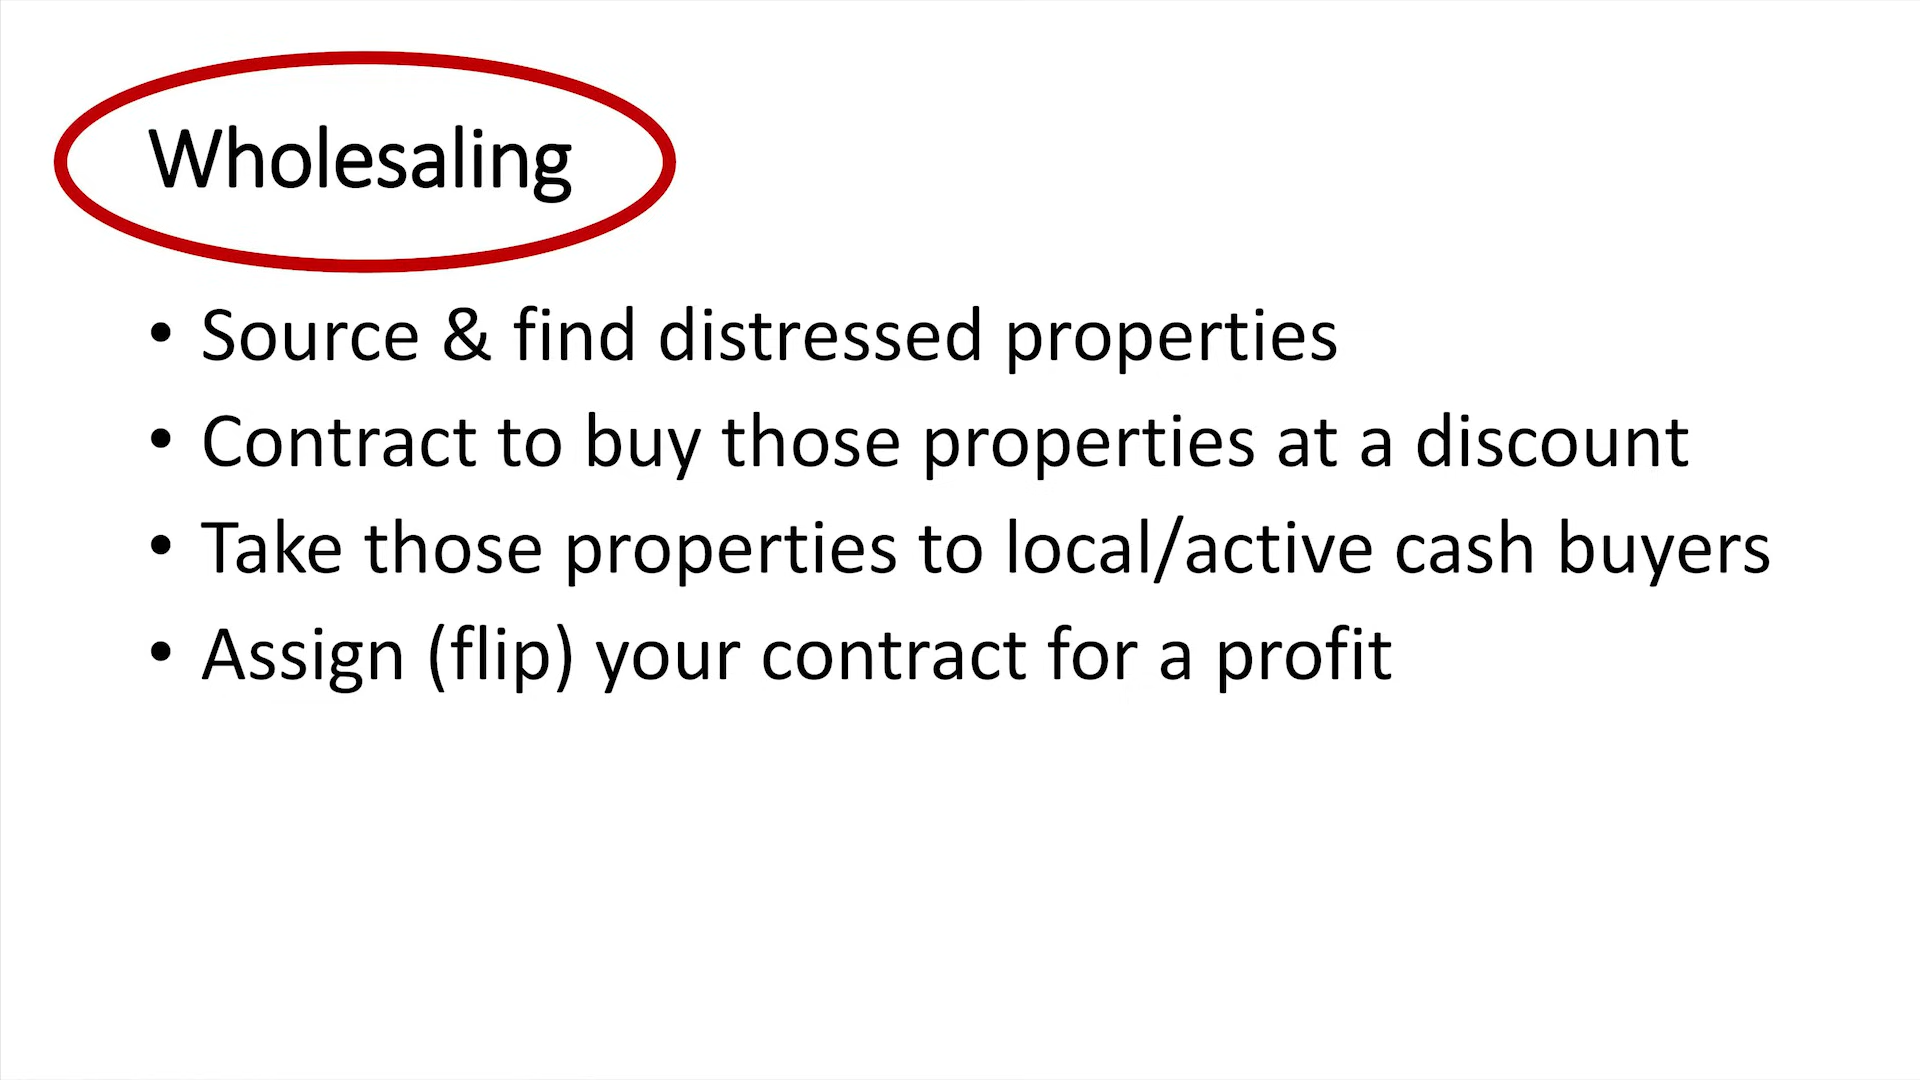 Wholesaling
• Source & find distressed properties
• Contract to buy those properties at a discount
• Take those properties to local/active cash buyers
• Assign (flip) your contract for a profit